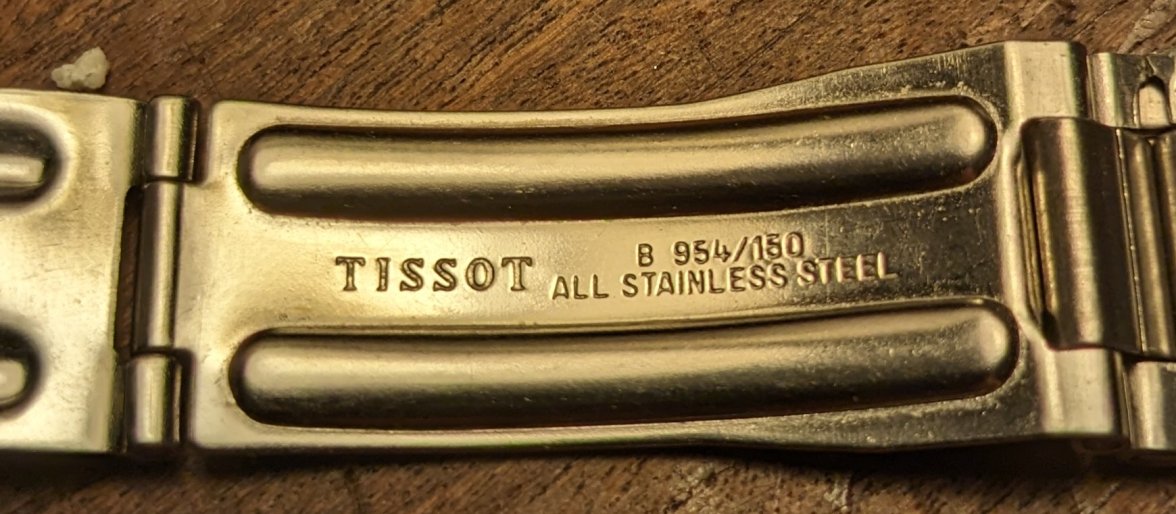 TISSOT
B 954/150
ALL STAINLESS STEEL